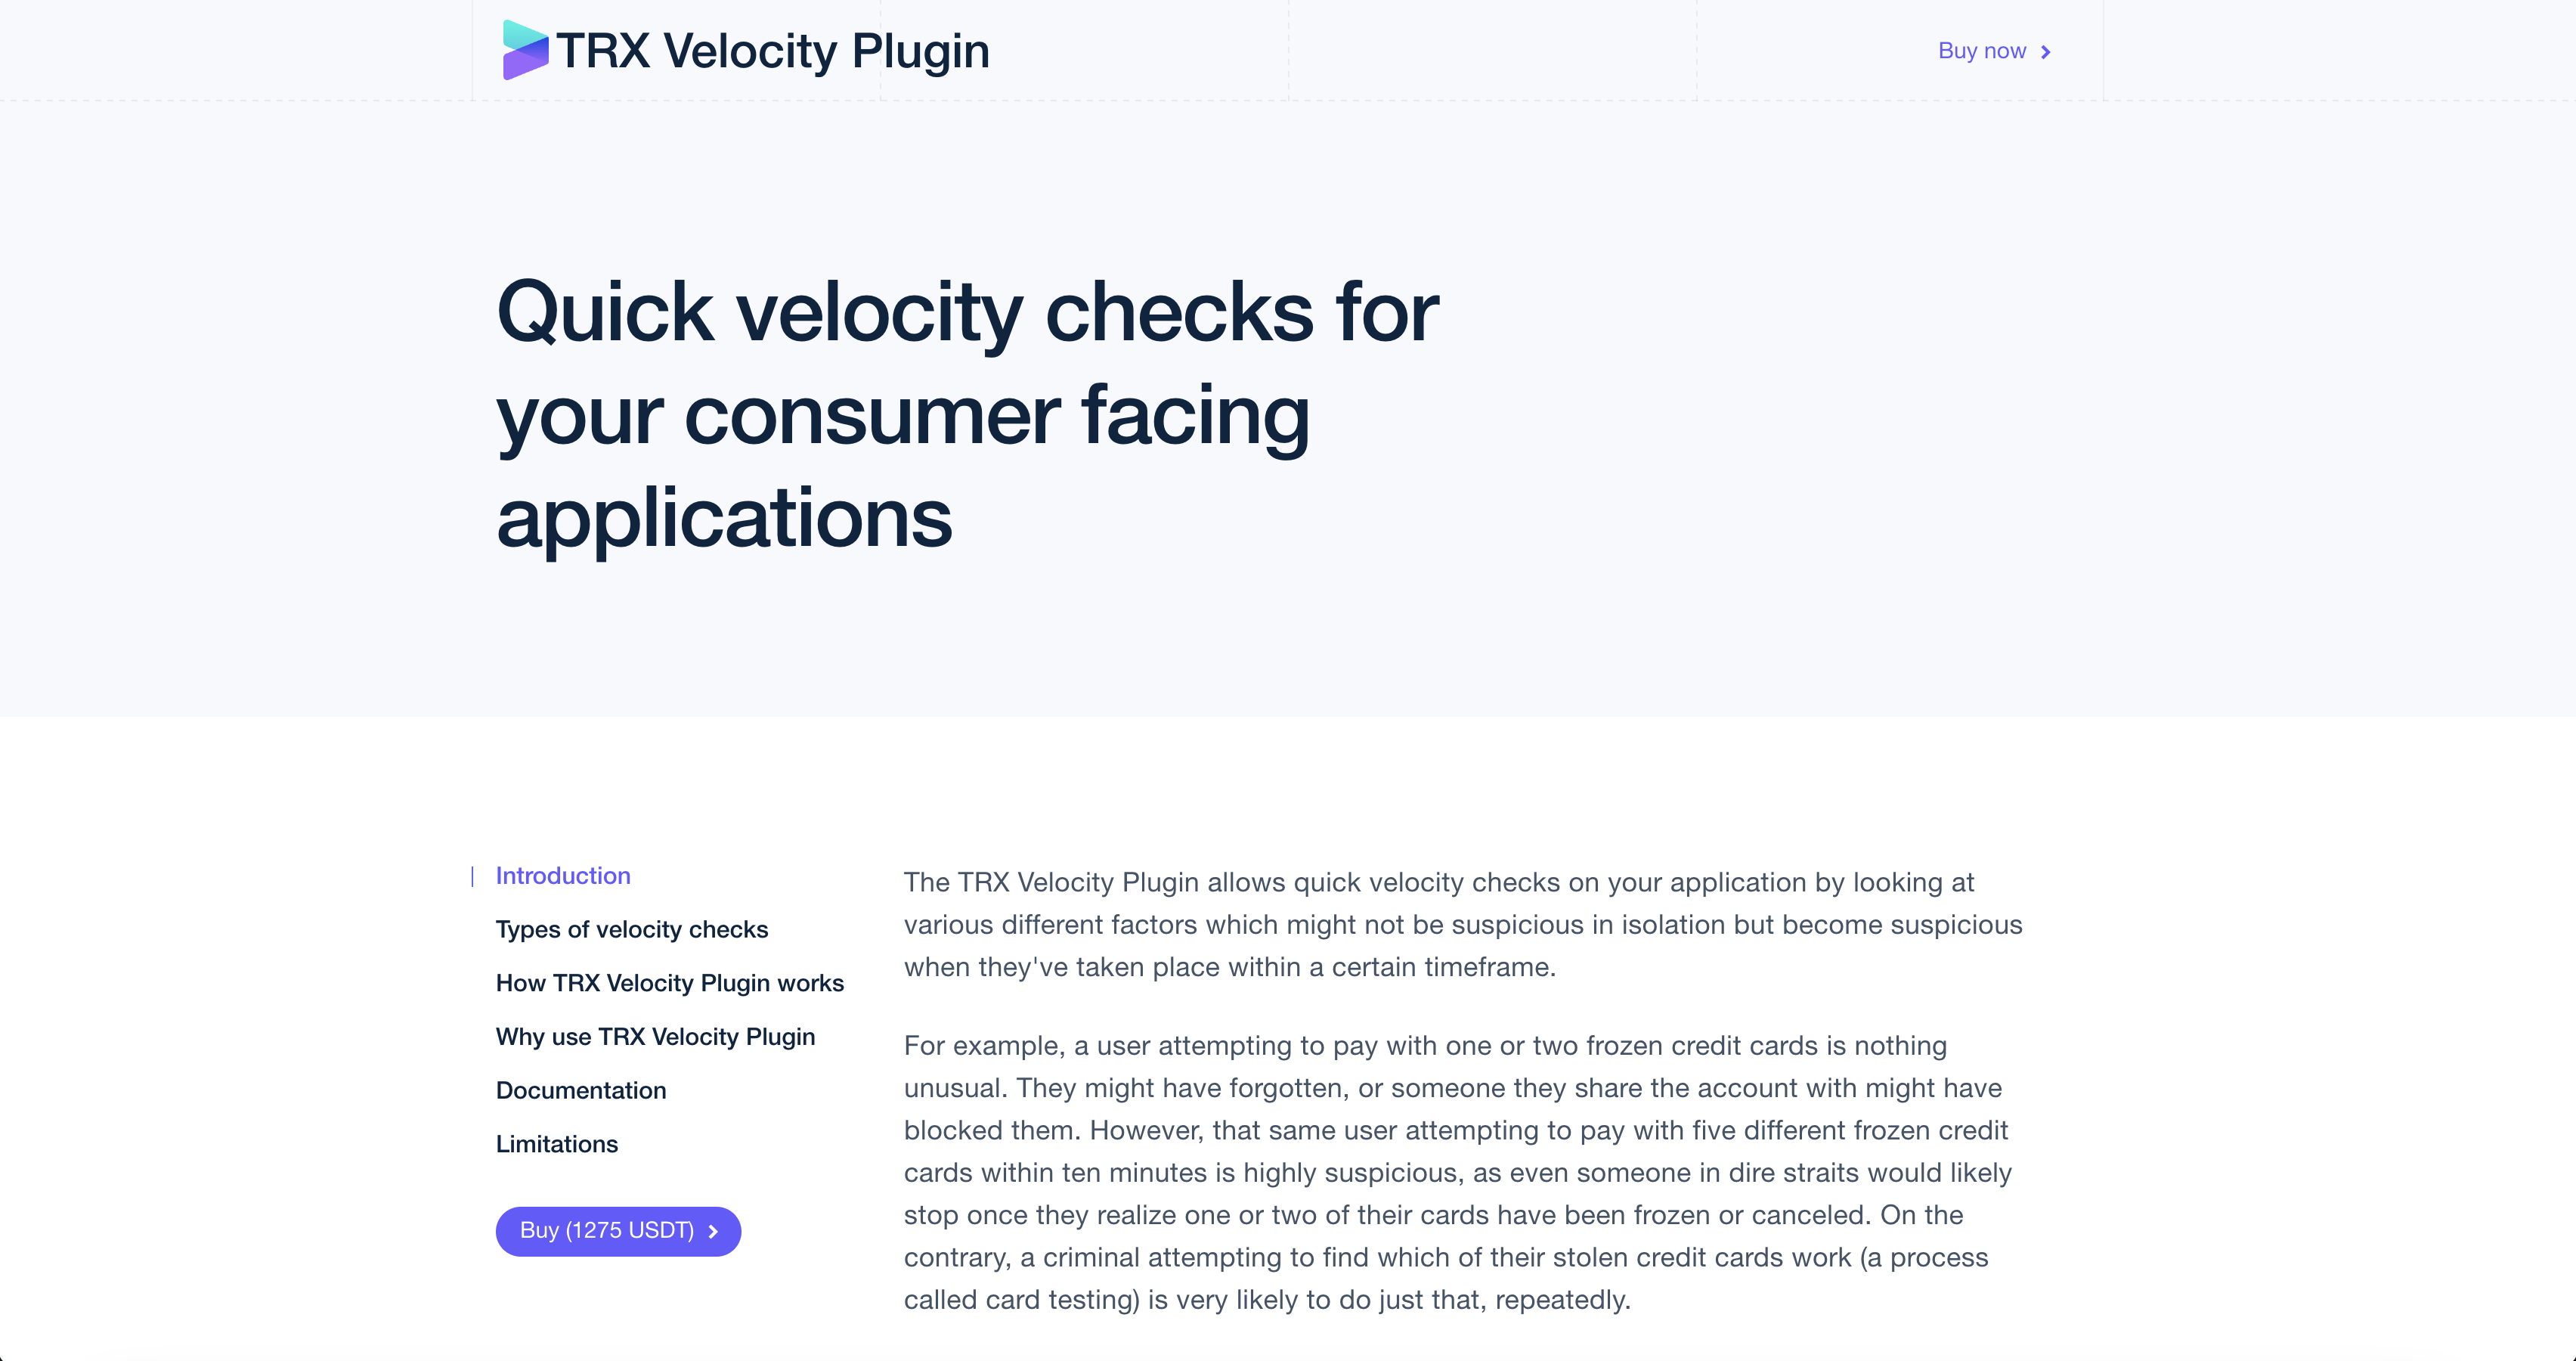 TRX Velocity Plugin
Buy now
Quick velocity checks for
your consumer facing
applications
Introduction
Types of velocity checks
How TRX Velocity Plugin works
Why use TRX Velocity Plugin
Documentation
Limitations
Buy (1275 USDT)
The TRX Velocity Plugin allows quick velocity checks on your application by looking at
various different factors which might not be suspicious in isolation but become suspicious
when they've taken place within a certain timeframe.
For example, a user attempting to pay with one or two frozen credit cards is nothing
unusual. They might have forgotten, or someone they share the account with might have
blocked them. However, that same user attempting to pay with five different frozen credit
cards within ten minutes is highly suspicious, as even someone in dire straits would likely
stop once they realize one or two of their cards have been frozen or canceled. On the
contrary, a criminal attempting to find which of their stolen credit cards work (a process
called card testing) is very likely to do just that, repeatedly.